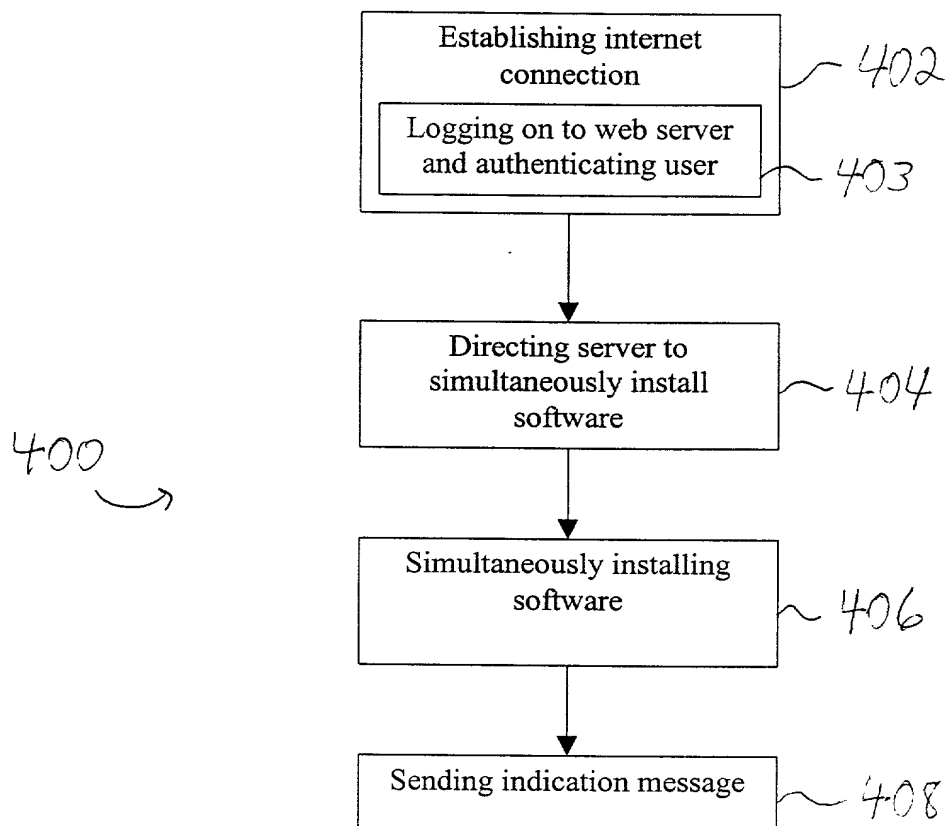 Establishing internet
connection
402
Logging on to web server
and authenticating user
403
Directing server to
simultaneously install
software
404
400
Simultaneously installing
software
406
Sending indication message
408